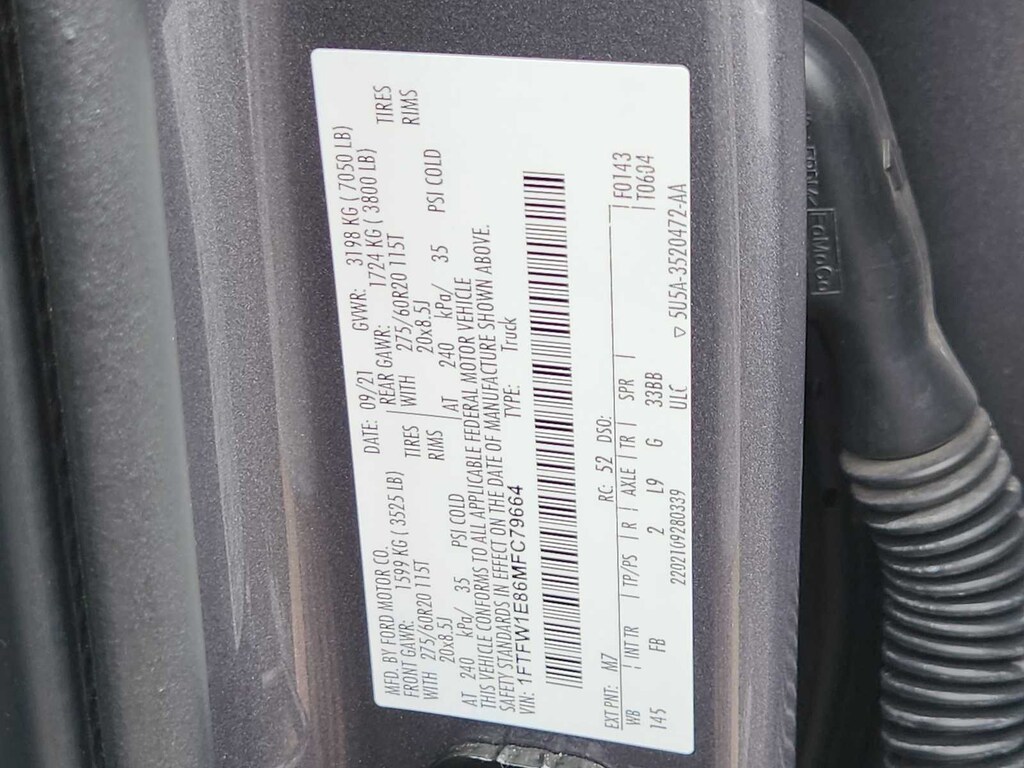 MFD. BY FORD MOTOR CO.
DATE: 09/21 GVWR: 3198 KG ( 7050 LB)
FRONT GAWR: 1599 KG ( 3525 LB) REAR GAWR: 1724 KG ( 3800 LB)
WITH 275/60R20 115T TIRES WITH 275/60R20 115T TIRES
20x8.5J RIMS 20x8.5J RIMS
AT 240 kPa/ 35 PSI COLD AT 240 kPa/ 35 PSI COLD
THIS VEHICLE CONFORMS TO ALL APPLICABLE FEDERAL MOTOR VEHICLE
SAFETY STANDARDS IN EFFECT ON THE DATE OF MANUFACTURE SHOWN ABOVE.
VIN: 1FTFW1E86MFC79664 TYPE: Truck
EXT PNT: M7 RC: 52 DSO: F0143
WB INTR TP/PS R AXLE TR SPR T0604
145 FB 2 L9 G 33BB
2202109280339 ULC ▽ 5U5A-3520472-AA
FoMoCo